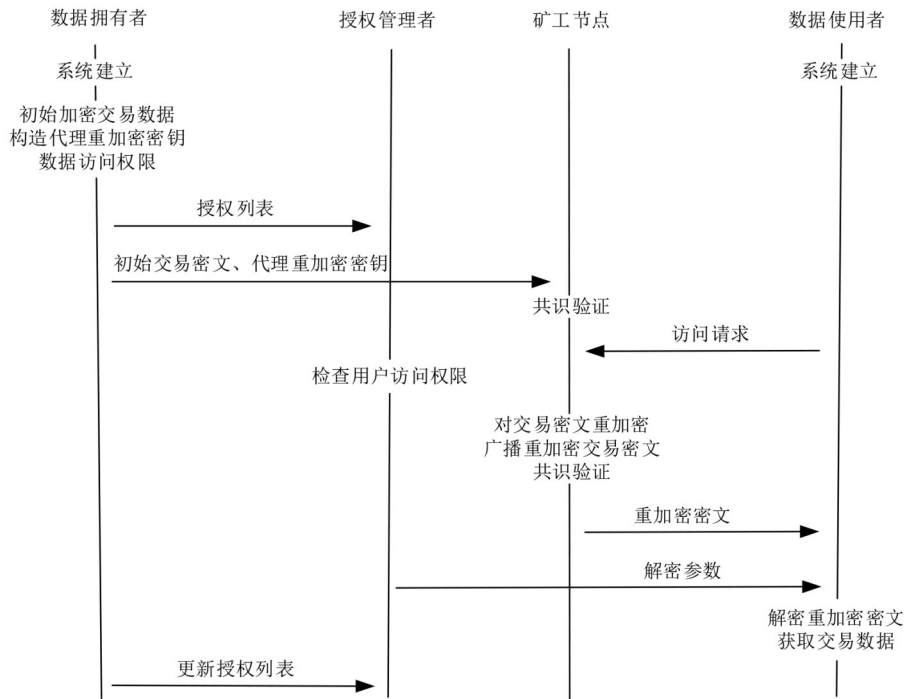 数据拥有者
授权管理者
矿工节点
数据使用者
系统建立
系统建立
初始加密交易数据
构造代理重加密密钥
数据访问权限
授权列表
初始交易密文、代理重加密密钥
共识验证
访问请求
检查用户访问权限
对交易密文重加密
广播重加密交易密文
共识验证
重加密密文
解密参数
解密重加密密文
获取交易数据
更新授权列表